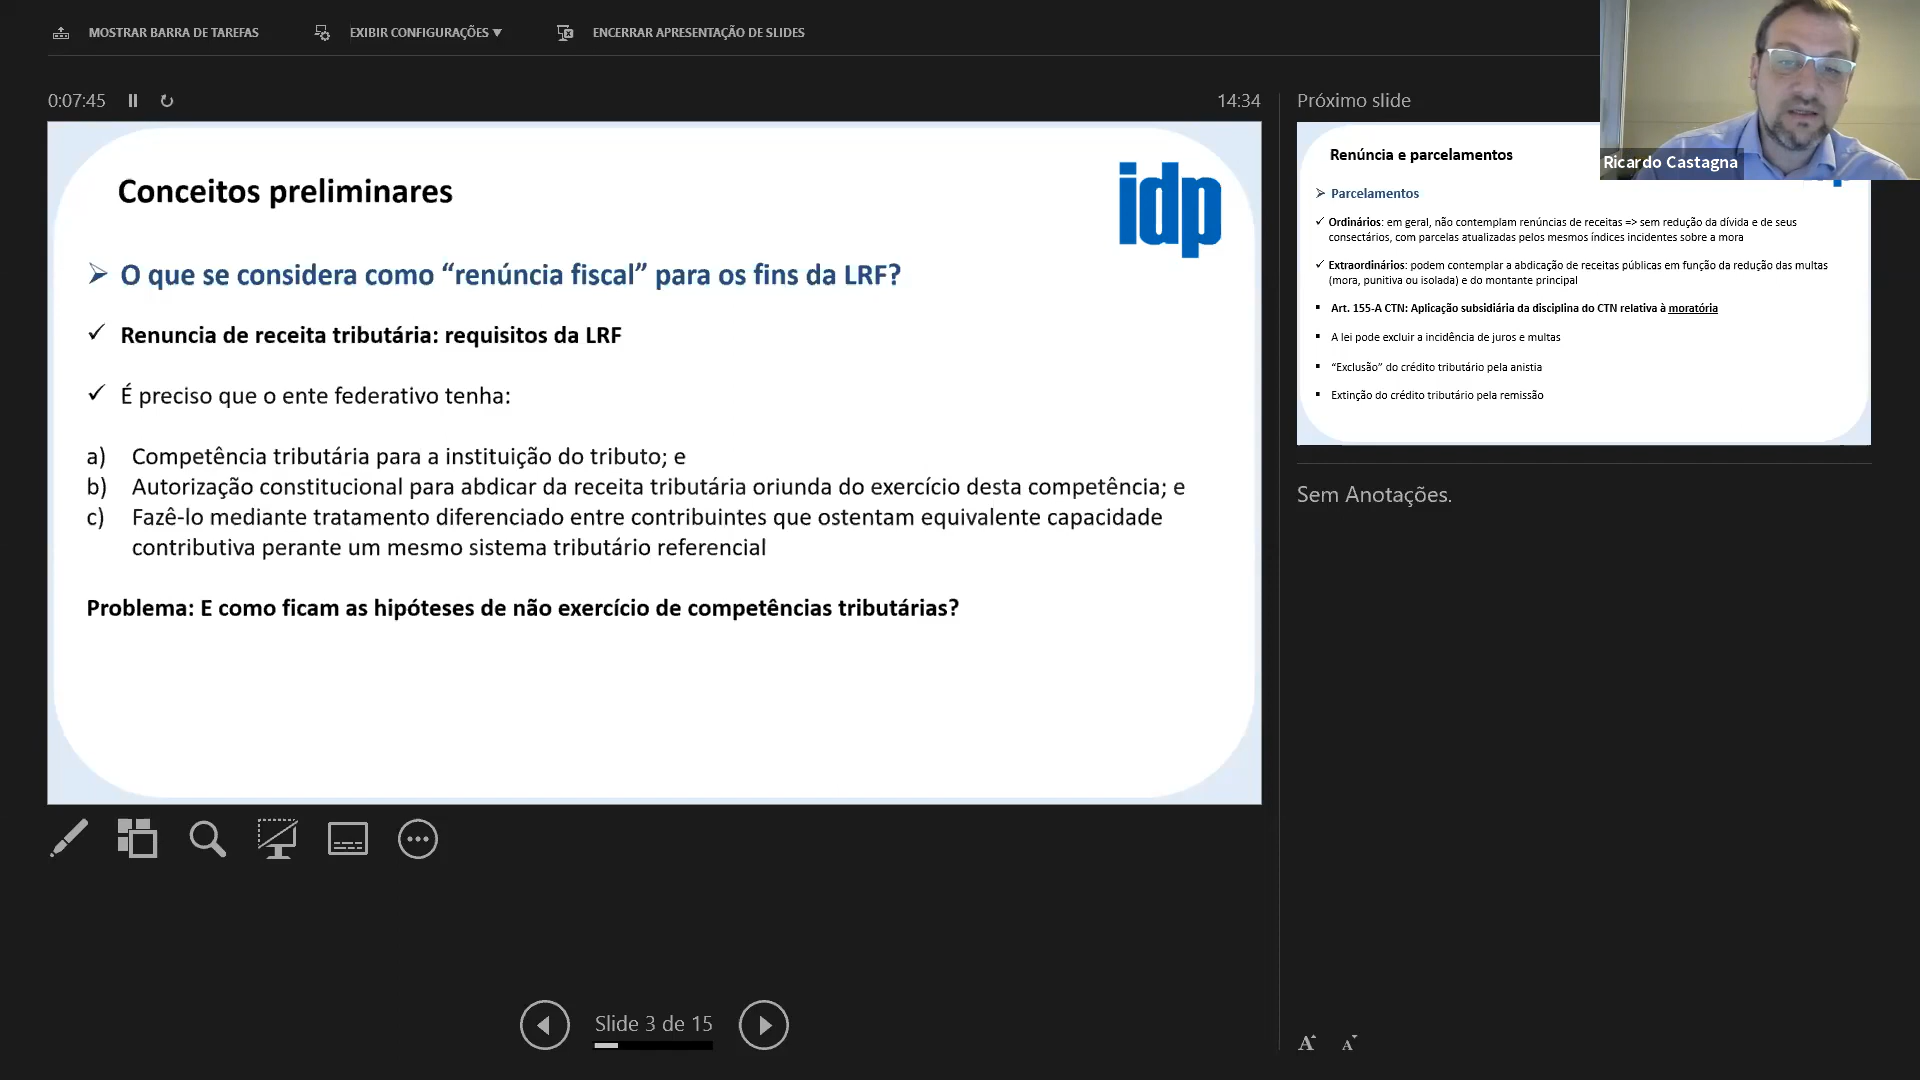 MOSTRAR BARRA DE TAREFAS
EXIBIR CONFIGURAÇÕES ▼
ENCERRAR APRESENTAÇÃO DE SLIDES
0:07:45
14:34
Conceitos preliminares
idp
➢ O que se considera como “renúncia fiscal” para os fins da LRF?
✓ Renuncia de receita tributária: requisitos da LRF
✓ É preciso que o ente federativo tenha:
a) Competência tributária para a instituição do tributo; e
b) Autorização constitucional para abdicar da receita tributária oriunda do exercício desta competência; e
c) Fazê-lo mediante tratamento diferenciado entre contribuintes que ostentam equivalente capacidade
contributiva perante um mesmo sistema tributário referencial
Problema: E como ficam as hipóteses de não exercício de competências tributárias?
Slide 3 de 15
Próximo slide
Ricardo Castagna
Renúncia e parcelamentos
➢ Parcelamentos
✓ Ordinários: em geral, não contemplam renúncias de receitas => sem redução da dívida e de seus
consectários, com parcelas atualizadas pelos mesmos índices incidentes sobre a mora
✓ Extraordinários: podem contemplar a abdicação de receitas públicas em função da redução das multas
(mora, punitiva ou isolada) e do montante principal
▪ Art. 155-A CTN: Aplicação subsidiária da disciplina do CTN relativa à moratória
▪ A lei pode excluir a incidência de juros e multas
▪ “Exclusão” do crédito tributário pela anistia
▪ Extinção do crédito tributário pela remissão
Sem Anotações.
A A